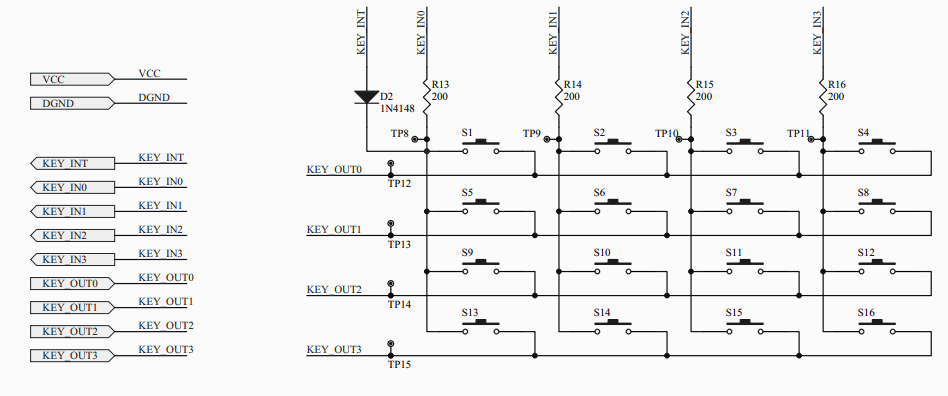 KEY_INT
KEY_IN0
KEY_IN1
KEY_IN2
KEY_IN3
VCC
VCC
DGND
DGND
D2
1N4148
R13
200
R14
200
R15
200
R16
200
TP8
S1
TP9
S2
TP10
S3
TP11
S4
KEY_INT
KEY_INT
KEY_OUT0
TP12
KEY_IN0
KEY_IN0
S5
S6
S7
S8
KEY_IN1
KEY_IN1
KEY_OUT1
TP13
KEY_IN2
KEY_IN2
S9
S10
S11
S12
KEY_IN3
KEY_IN3
KEY_OUT0
KEY_OUT0
KEY_OUT2
TP14
KEY_OUT1
KEY_OUT1
S13
S14
S15
S16
KEY_OUT2
KEY_OUT2
KEY_OUT3
KEY_OUT3
KEY_OUT3
TP15